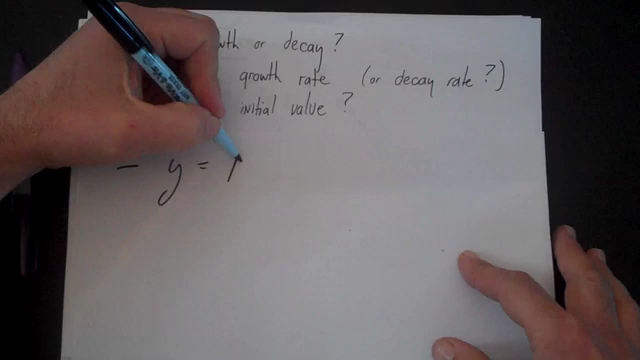 wth or decay?
growth rate (or decay rate?)
initial value?
- y = 1